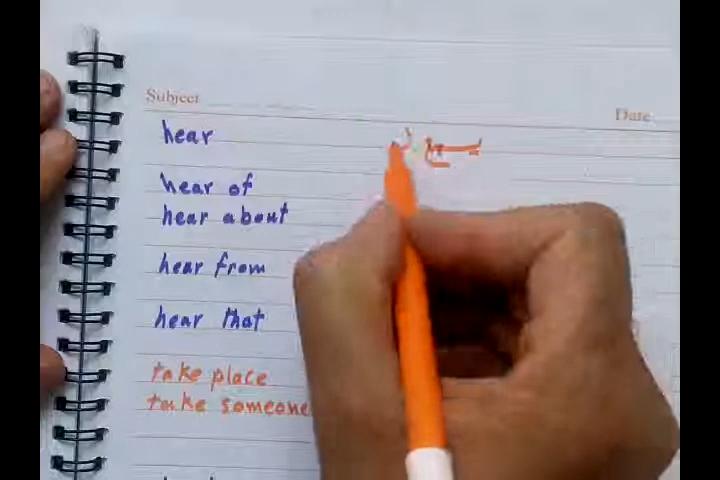 Subject
Date
hear
hear of
hear about
hear from
hear that
take place
take someone